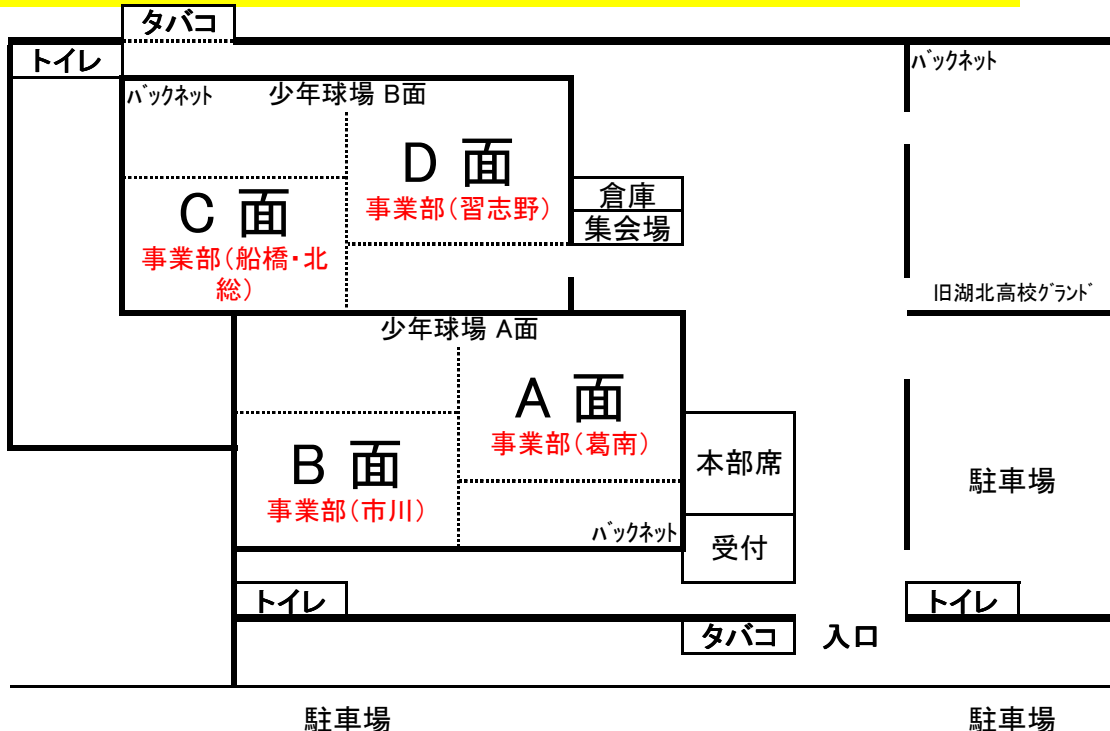 タバコ
トイレ
バックネット
バックネット
少年球場 B面
D 面
事業部(習志野)
C 面
事業部(船橋・北
総)
倉庫
集会場
旧湖北高校グランド
少年球場 A面
A 面
事業部(葛南)
B 面
事業部(市川)
本部席
駐車場
バックネット
受付
トイレ
トイレ
タバコ
入口
駐車場
駐車場